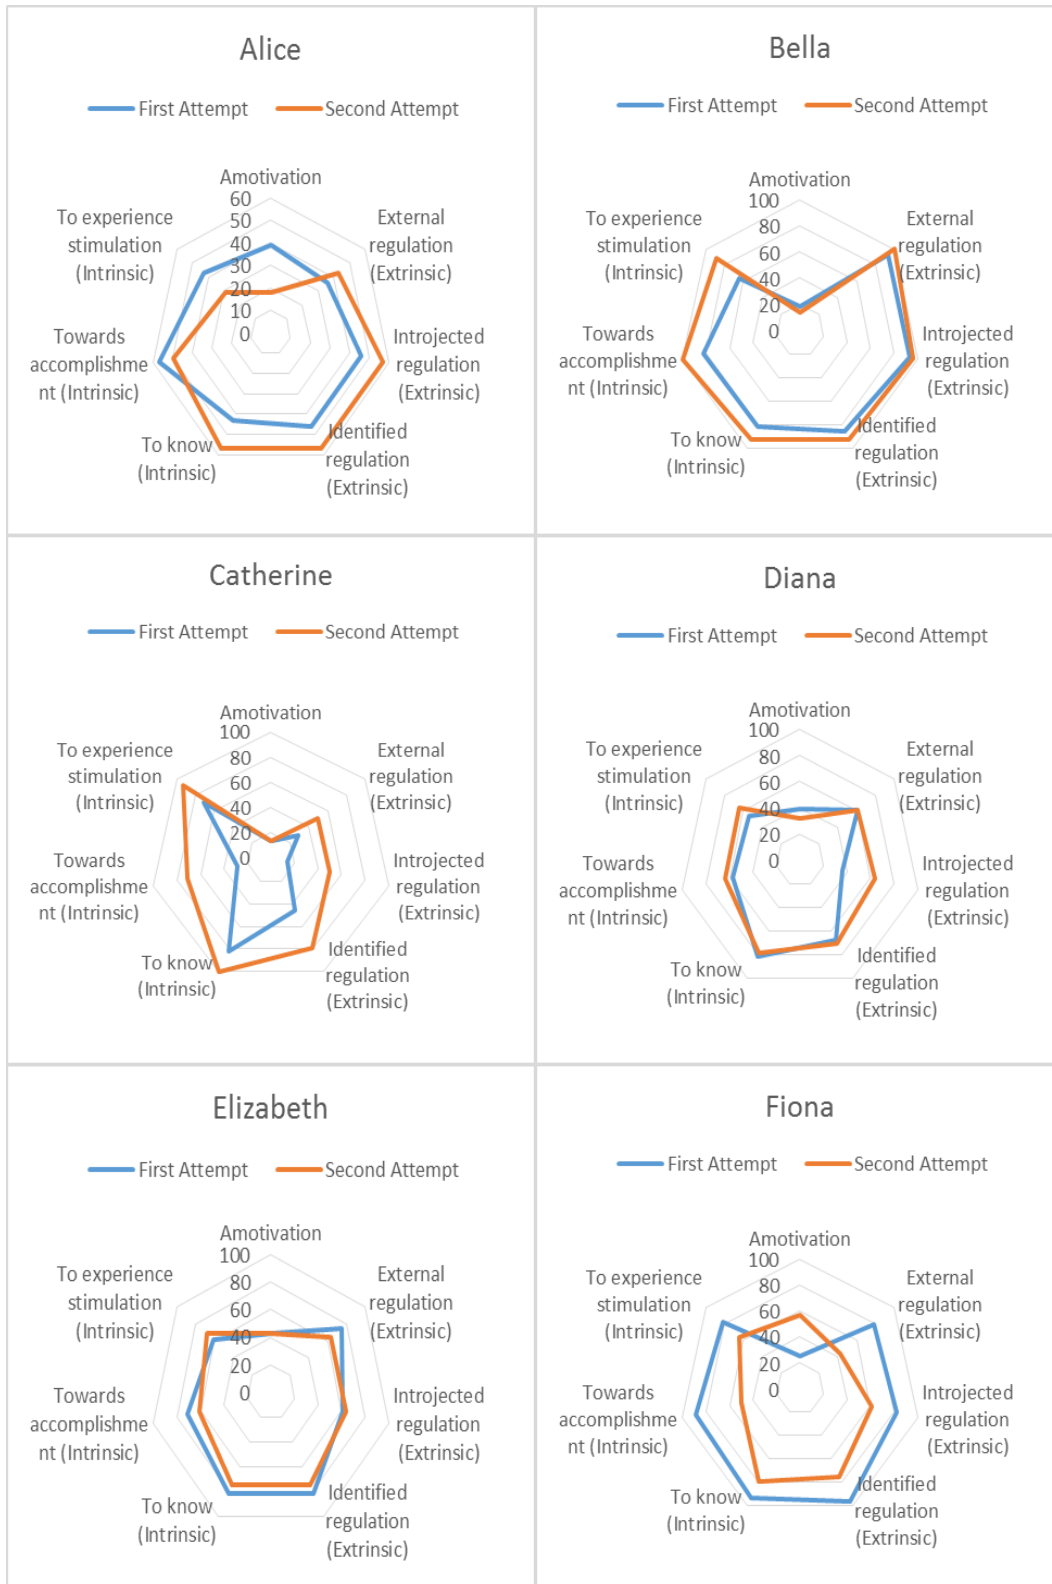 Alice
First Attempt
Second Attempt
Amotivation
External
regulation
(Extrinsic)
Introjected
regulation
(Extrinsic)
Identified
regulation
(Extrinsic)
To know
(Intrinsic)
Towards
accomplishme
nt (Intrinsic)
To experience
stimulation
(Intrinsic)
60
50
40
30
20
10
0
Bella
First Attempt
Second Attempt
Amotivation
External
regulation
(Extrinsic)
Introjected
regulation
(Extrinsic)
Identified
regulation
(Extrinsic)
To know
(Intrinsic)
Towards
accomplishme
nt (Intrinsic)
To experience
stimulation
(Intrinsic)
100
80
60
40
20
0
Catherine
First Attempt
Second Attempt
Amotivation
External
regulation
(Extrinsic)
Introjected
regulation
(Extrinsic)
Identified
regulation
(Extrinsic)
To know
(Intrinsic)
Towards
accomplishme
nt (Intrinsic)
To experience
stimulation
(Intrinsic)
100
80
60
40
20
0
Diana
First Attempt
Second Attempt
Amotivation
External
regulation
(Extrinsic)
Introjected
regulation
(Extrinsic)
Identified
regulation
(Extrinsic)
To know
(Intrinsic)
Towards
accomplishme
nt (Intrinsic)
To experience
stimulation
(Intrinsic)
100
80
60
40
20
0
Elizabeth
First Attempt
Second Attempt
Amotivation
External
regulation
(Extrinsic)
Introjected
regulation
(Extrinsic)
Identified
regulation
(Extrinsic)
To know
(Intrinsic)
Towards
accomplishme
nt (Intrinsic)
To experience
stimulation
(Intrinsic)
100
80
60
40
20
0
Fiona
First Attempt
Second Attempt
Amotivation
External
regulation
(Extrinsic)
Introjected
regulation
(Extrinsic)
Identified
regulation
(Extrinsic)
To know
(Intrinsic)
Towards
accomplishme
nt (Intrinsic)
To experience
stimulation
(Intrinsic)
100
80
60
40
20
0